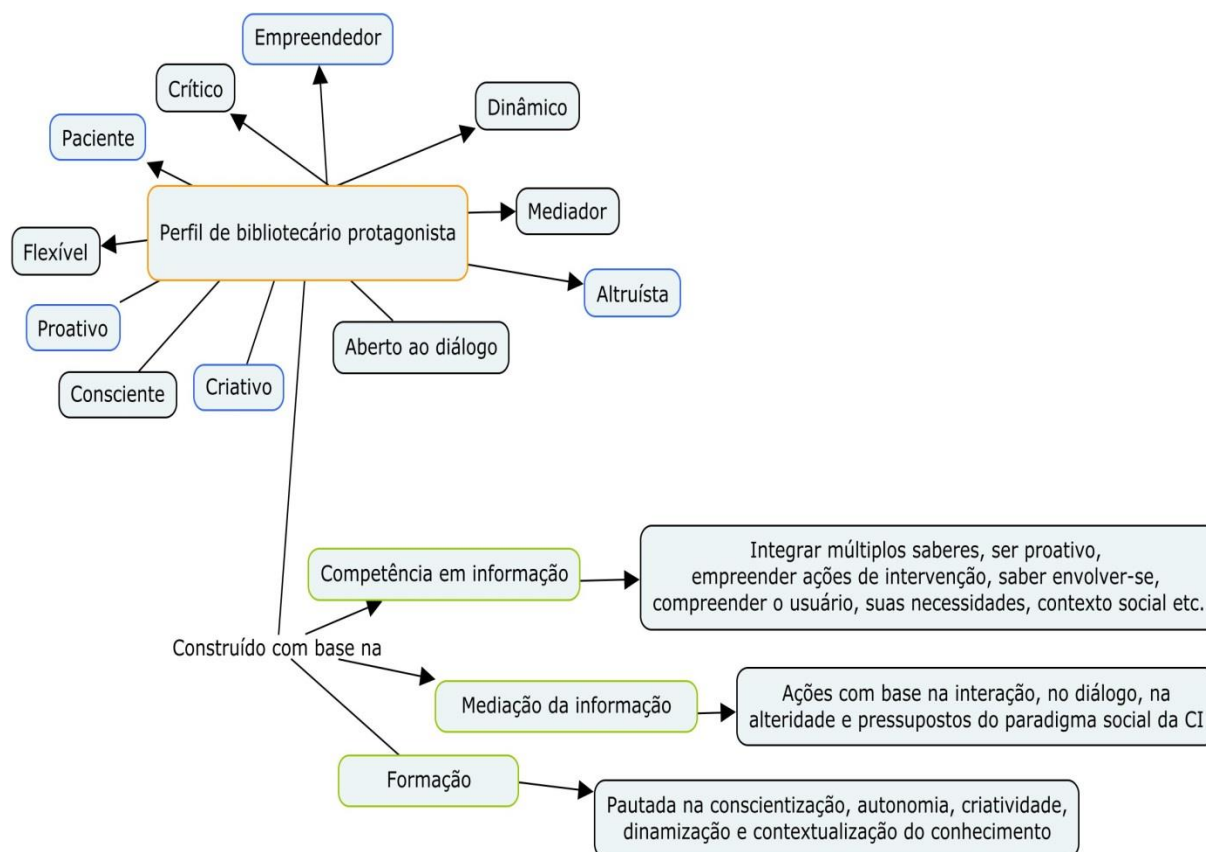 Empreendedor
Crítico
Dinâmico
Paciente
Perfil de bibliotecário protagonista
Mediador
Flexível
Altruísta
Proativo
Aberto ao diálogo
Consciente
Criativo
Construído com base na
Competência em informação
Integrar múltiplos saberes, ser proativo,
empreender ações de intervenção, saber envolver-se,
compreender o usuário, suas necessidades, contexto social etc.
Mediação da informação
Ações com base na interação, no diálogo, na
alteridade e pressupostos do paradigma social da CI
Formação
Pautada na conscientização, autonomia, criatividade,
dinamização e contextualização do conhecimento